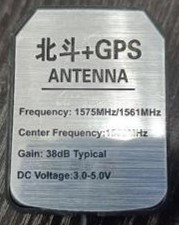 北斗+GPS
ANTENNA
Frequency: 1575MHz/1561MHz
Center Frequency:
Gain: 38dB Typical
DC Voltage:3.0-5.0V